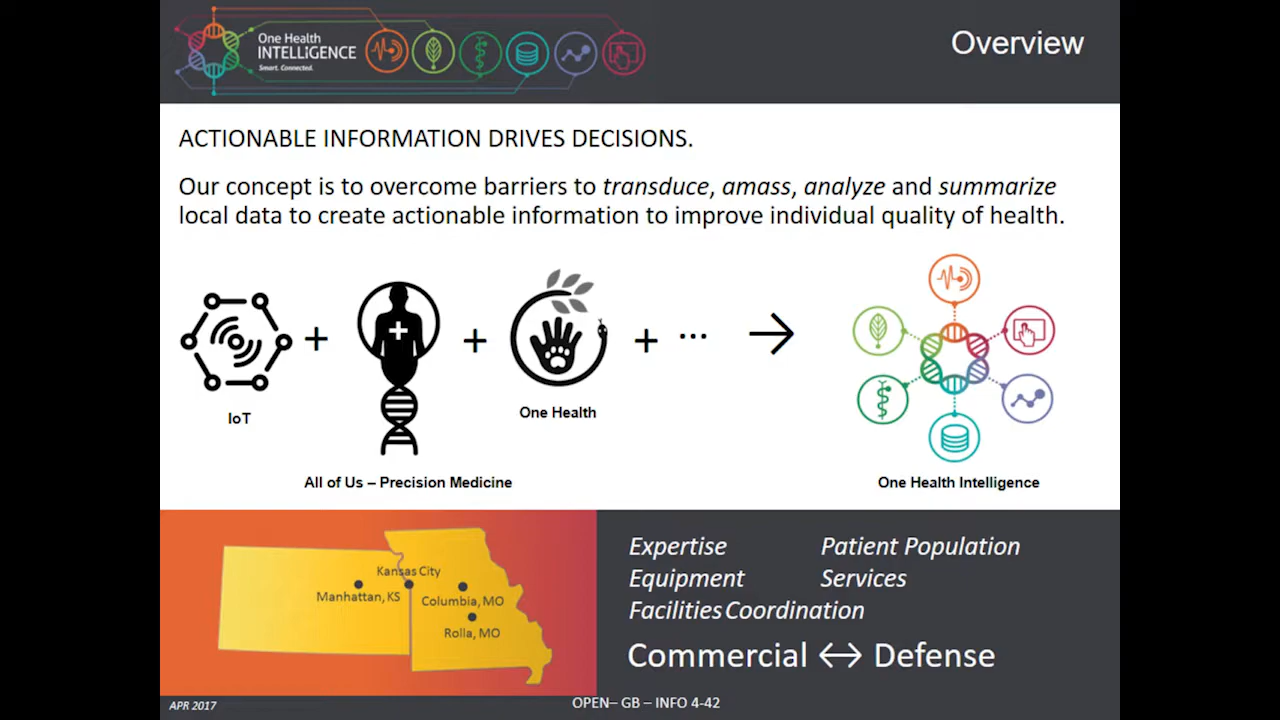 One Health
INTELLIGENCE
Smart. Connected.
Overview
ACTIONABLE INFORMATION DRIVES DECISIONS.
Our concept is to overcome barriers to transduce, amass, analyze and summarize
local data to create actionable information to improve individual quality of health.
+ + + ...
IoT
One Health
All of Us – Precision Medicine
One Health Intelligence
Kansas City
Manhattan, KS
Columbia, MO
Rolla, MO
Expertise Patient Population
Equipment Services
Facilities Coordination
Commercial ↔ Defense
APR 2017
OPEN– GB – INFO 4-42